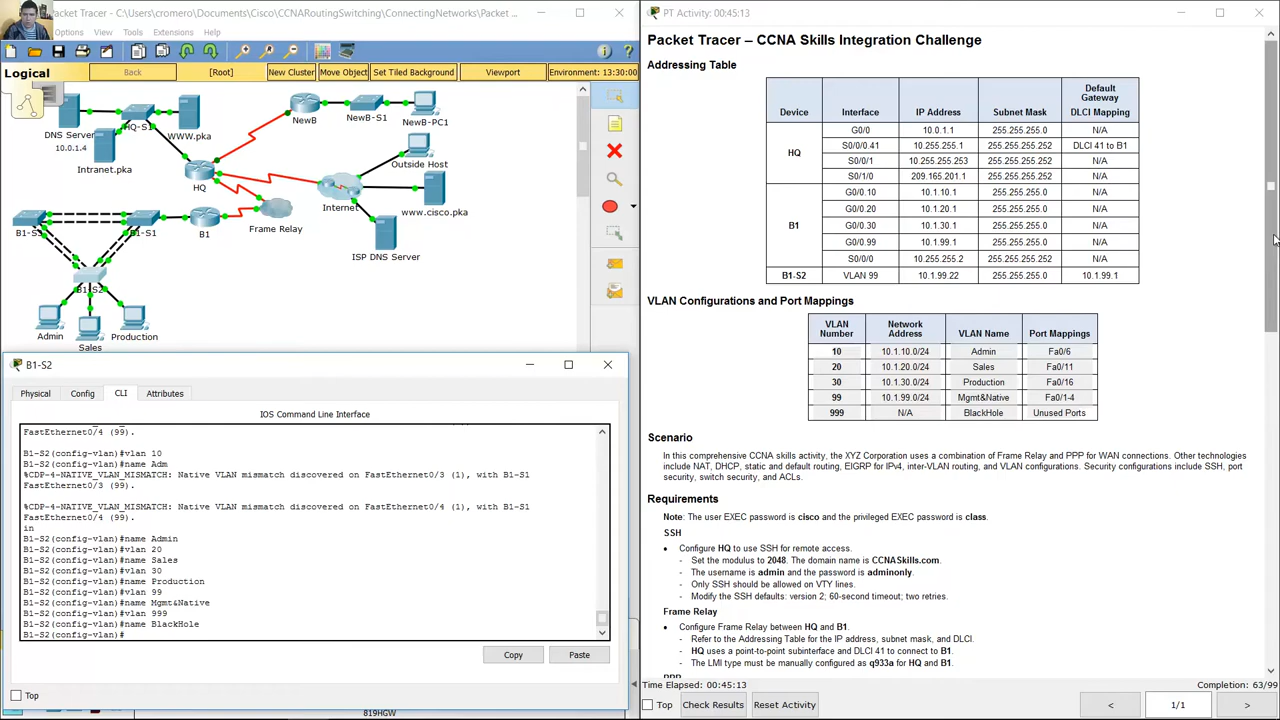 Packet Tracer - C:\Users\cromero\Documents\Cisco\CCNARoutingSwitching\ConnectingNetworks\Packet ...
Options View Tools Extensions Help
Logical
Back
[Root]
New Cluster
Move Object
Set Tiled Background
Viewport
Environment: 13:30:00
DNS Server
10.0.1.4
HQ-S1
WWW.pka
Intranet.pka
NewB
NewB-S1
NewB-PC1
Outside Host
HQ
Internet
www.cisco.pka
Frame Relay
ISP DNS Server
B1-S3
B1-S1
B1
B1-S2
Admin
Sales
Production
B1-S2
Physical
Config
CLI
Attributes
IOS Command Line Interface
FastEthernet0/4 (99).
B1-S2(config-vlan)#vlan 10
B1-S2(config-vlan)#name Adm
%CDP-4-NATIVE_VLAN_MISMATCH: Native VLAN mismatch discovered on FastEthernet0/3 (1), with B1-S1
FastEthernet0/3 (99).
%CDP-4-NATIVE_VLAN_MISMATCH: Native VLAN mismatch discovered on FastEthernet0/4 (1), with B1-S1
FastEthernet0/4 (99).
in
B1-S2(config-vlan)#name Admin
B1-S2(config-vlan)#vlan 20
B1-S2(config-vlan)#name Sales
B1-S2(config-vlan)#vlan 30
B1-S2(config-vlan)#name Production
B1-S2(config-vlan)#vlan 99
B1-S2(config-vlan)#name Mgmt&Native
B1-S2(config-vlan)#vlan 999
B1-S2(config-vlan)#name BlackHole
B1-S2(config-vlan)#
Copy
Paste
Top
819HGW
PT Activity: 00:45:13
Packet Tracer – CCNA Skills Integration Challenge
Addressing Table
Device Interface IP Address Subnet Mask Default Gateway DLCI Mapping
HQ G0/0 10.0.1.1 255.255.255.0 N/A
S0/0/0.41 10.255.255.1 255.255.255.252 DLCI 41 to B1
S0/0/1 10.255.255.253 255.255.255.252 N/A
S0/1/0 209.165.201.1 255.255.255.252 N/A
B1 G0/0.10 10.1.10.1 255.255.255.0 N/A
G0/0.20 10.1.20.1 255.255.255.0 N/A
G0/0.30 10.1.30.1 255.255.255.0 N/A
G0/0.99 10.1.99.1 255.255.255.0 N/A
S0/0/0 10.255.255.2 255.255.255.252 N/A
B1-S2 VLAN 99 10.1.99.22 255.255.255.0 10.1.99.1
VLAN Configurations and Port Mappings
VLAN Number Network Address VLAN Name Port Mappings
10 10.1.10.0/24 Admin Fa0/6
20 10.1.20.0/24 Sales Fa0/11
30 10.1.30.0/24 Production Fa0/16
99 10.1.99.0/24 Mgmt&Native Fa0/1-4
999 N/A BlackHole Unused Ports
Scenario
In this comprehensive CCNA skills activity, the XYZ Corporation uses a combination of Frame Relay and PPP for WAN connections. Other technologies
include NAT, DHCP, static and default routing, EIGRP for IPv4, inter-VLAN routing, and VLAN configurations. Security configurations include SSH, port
security, switch security, and ACLs.
Requirements
Note: The user EXEC password is cisco and the privileged EXEC password is class.
SSH
• Configure HQ to use SSH for remote access.
- Set the modulus to 2048. The domain name is CCNASkills.com.
- The username is admin and the password is adminonly.
- Only SSH should be allowed on VTY lines.
- Modify the SSH defaults: version 2; 60-second timeout; two retries.
Frame Relay
• Configure Frame Relay between HQ and B1.
- Refer to the Addressing Table for the IP address, subnet mask, and DLCI.
- HQ uses a point-to-point subinterface and DLCI 41 to connect to B1.
- The LMI type must be manually configured as q933a for HQ and B1.
Time Elapsed: 00:45:13
Completion: 63/99
Top
Check Results
Reset Activity
<
1/1
>